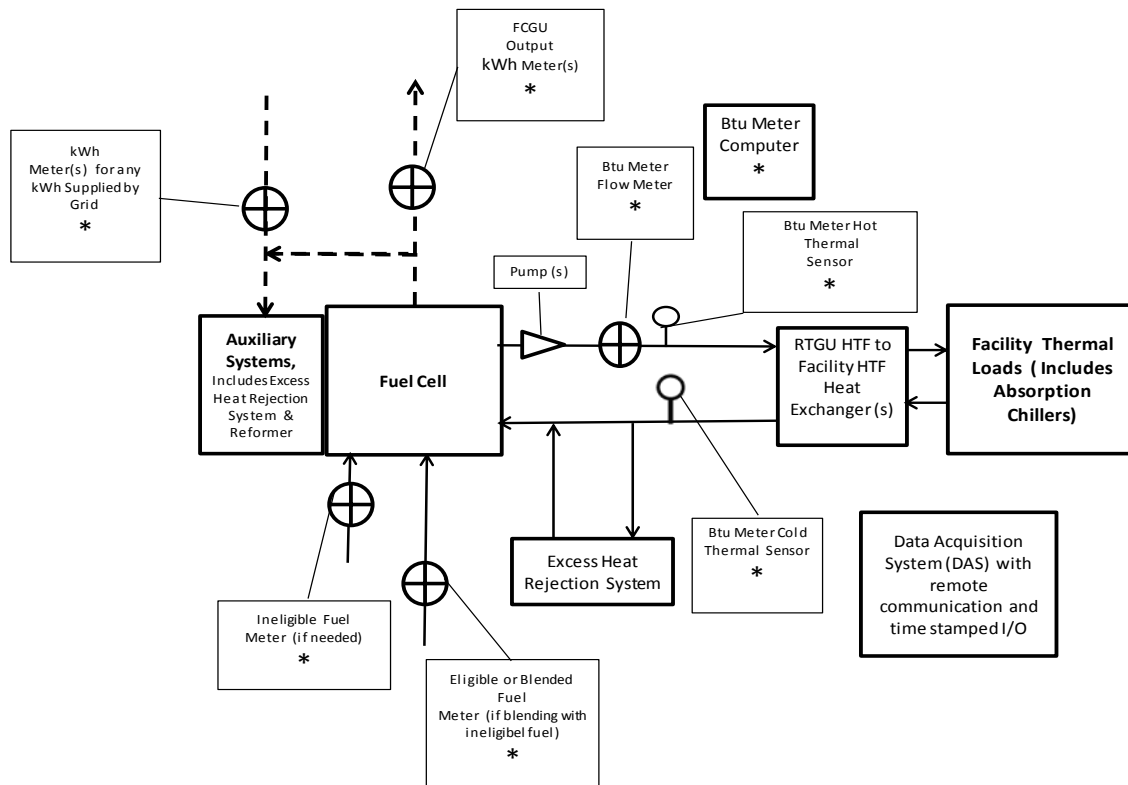 FCGU
Output
kWh Meter(s)
*
kWh
Meter(s) for any
kWh Supplied by
Grid
*
Btu Meter
Flow Meter
*
Btu Meter
Computer
*
Btu Meter Hot
Thermal
Sensor
*
Pump (s)
Auxiliary
Systems,
Includes Excess
Heat Rejection
System &
Reformer
Fuel Cell
RTGU HTF to
Facility HTF
Heat
Exchanger (s)
Facility Thermal
Loads ( Includes
Absorption
Chillers)
Excess Heat
Rejection System
Btu Meter Cold
Thermal Sensor
*
Data Acquisition
System (DAS) with
remote
communication and
time stamped I/O
Ineligible Fuel
Meter (if needed)
*
Eligible or Blended
Fuel
Meter (if blending with
ineligibel fuel)
*